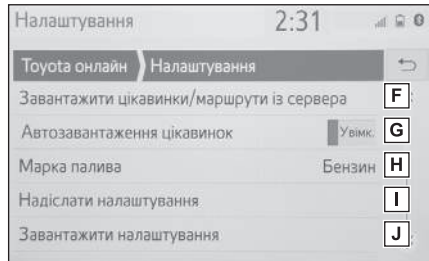 Налаштування 2:31
Toyota онлайн Налаштування
Завантажити цікавинки/маршрути із сервера F
Автозавантаження цікавинок Увімк. G
Марка палива Бензин H
Надіслати налаштування I
Завантажити налаштування J